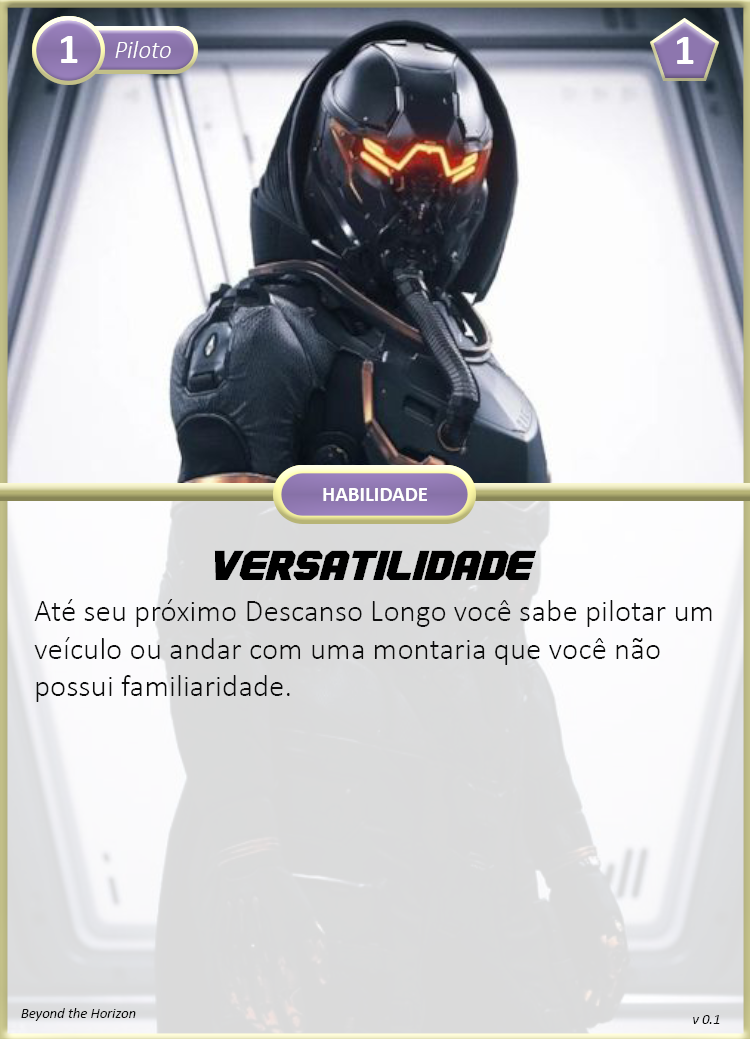 1 Piloto
1
HABILIDADE
VERSATILIDADE
Até seu próximo Descanso Longo você sabe pilotar um
veículo ou andar com uma montaria que você não
possui familiaridade.
Beyond the Horizon
v 0.1